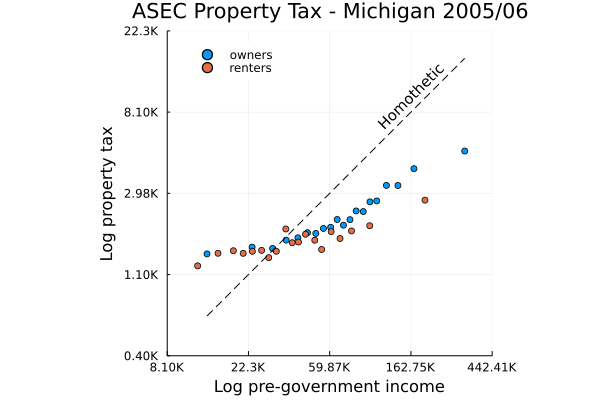 ASEC Property Tax - Michigan 2005/06
22.3K
owners
renters
Homothetic
8.10K
2.98K
1.10K
0.40K
Log property tax
8.10K 22.3K 59.87K 162.75K 442.41K
Log pre-government income